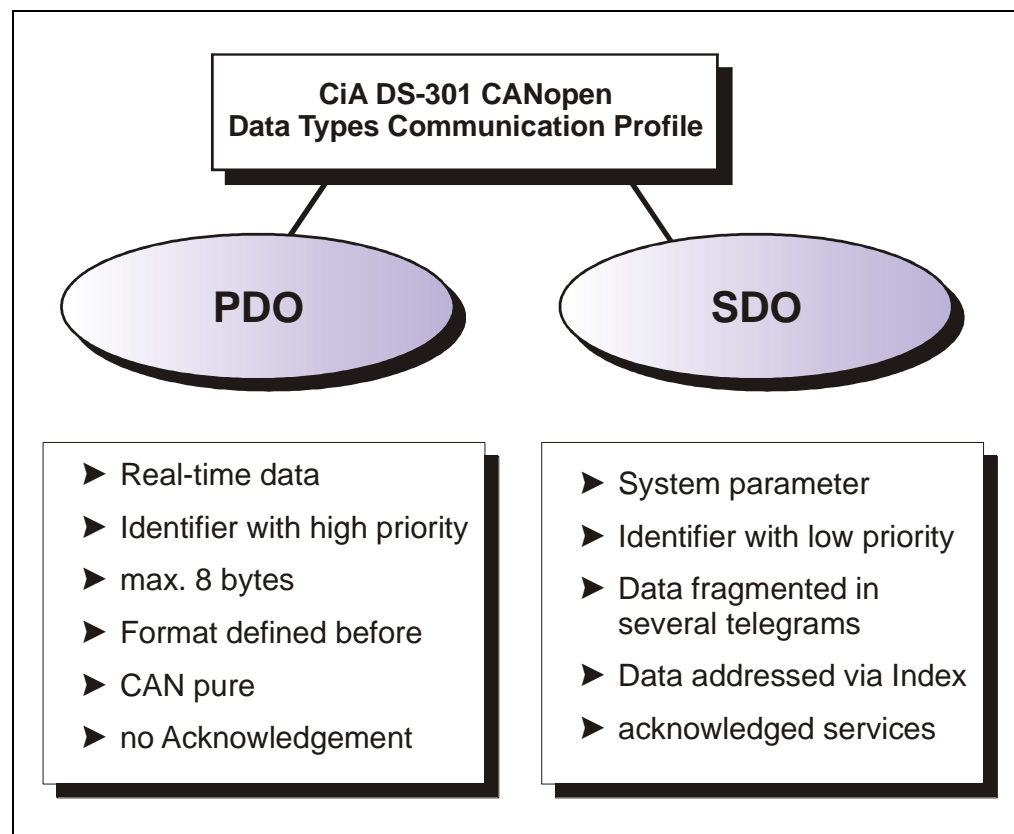 CiA DS-301 CANopen
Data Types Communication Profile
PDO
SDO
➤ Real-time data
➤ Identifier with high priority
➤ max. 8 bytes
➤ Format defined before
➤ CAN pure
➤ no Acknowledgement
➤ System parameter
➤ Identifier with low priority
➤ Data fragmented in
several telegrams
➤ Data addressed via Index
➤ acknowledged services